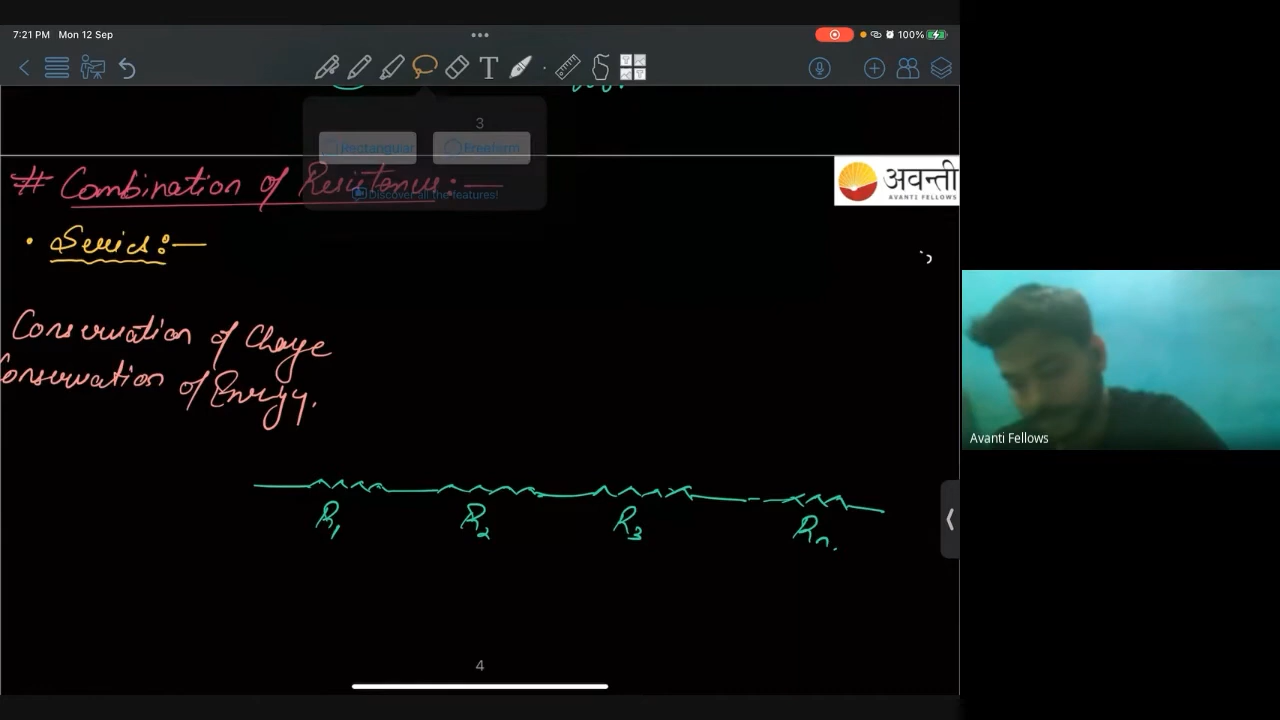 7:21 PM Mon 12 Sep
100%
T
3
Rectangular Freeform
Discover all the features!
# Combination of Resistance:—
अवन्ती
AVANTI FELLOWS
• Series:—
Conservation of Charge
Conservation of Energy.
R1 R2 R3 Rn.
Avanti Fellows
4